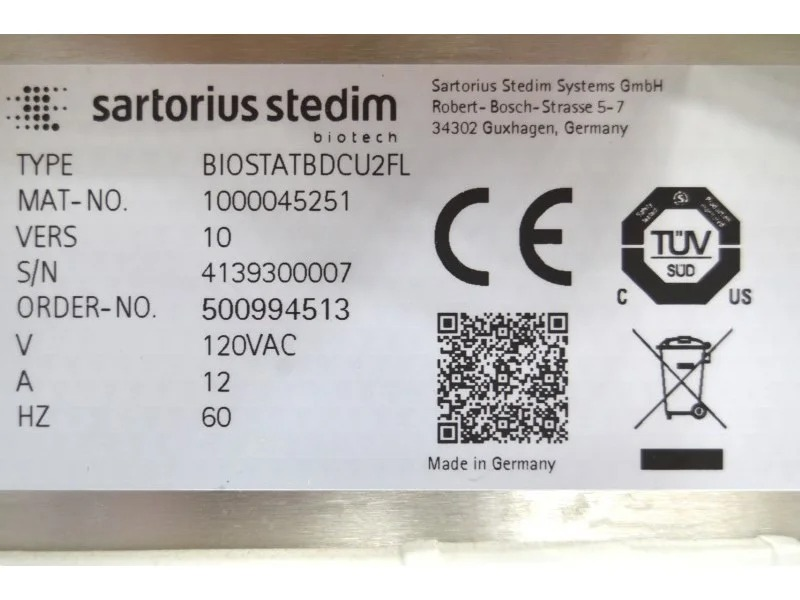 sartorius stedim
biotech
Sartorius Stedim Systems GmbH
Robert-Bosch-Strasse 5-7
34302 Guxhagen, Germany
TYPE BIOSTATBDCU2FL
MAT-NO. 1000045251
VERS 10
S/N 4139300007
ORDER-NO. 500994513
V 120VAC
A 12
HZ 60
CE
TÜV
SÜD
C US
Made in Germany